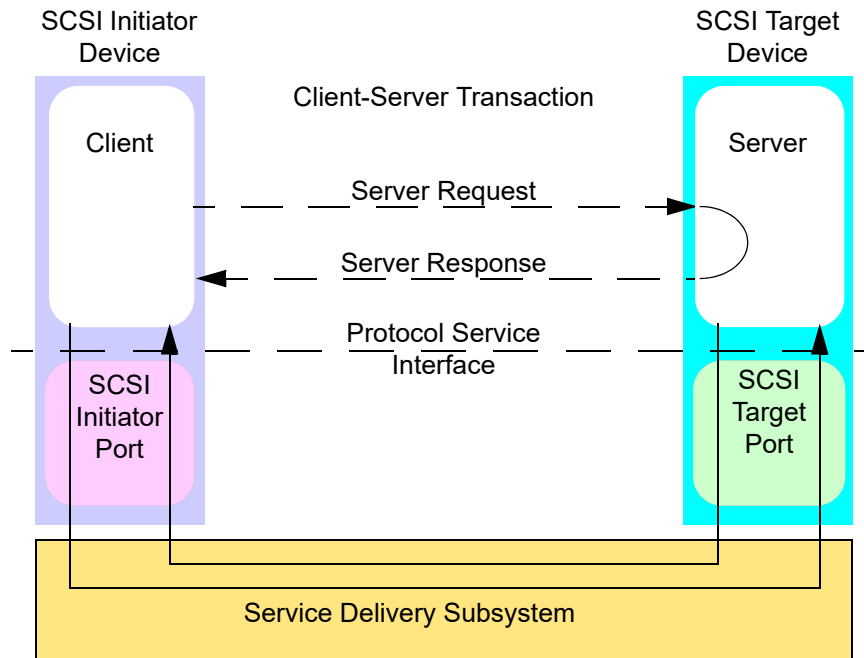 SCSI Initiator
Device
SCSI Target
Device
Client-Server Transaction
Client
Server
Server Request
Server Response
Protocol Service
Interface
SCSI
Initiator
Port
SCSI
Target
Port
Service Delivery Subsystem